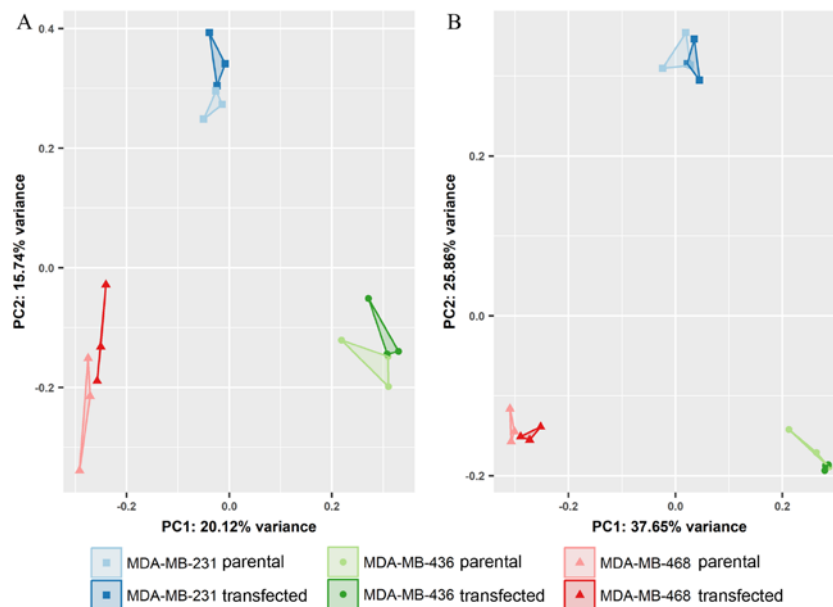 A
B
0.4
0.2
0.0
-0.2
PC2: 15.74% variance
-0.2
0.0
0.2
PC1: 20.12% variance
0.2
0.0
-0.2
PC2: 25.86% variance
-0.2
0.0
0.2
PC1: 37.65% variance
MDA-MB-231 parental
MDA-MB-436 parental
MDA-MB-468 parental
MDA-MB-231 transfected
MDA-MB-436 transfected
MDA-MB-468 transfected